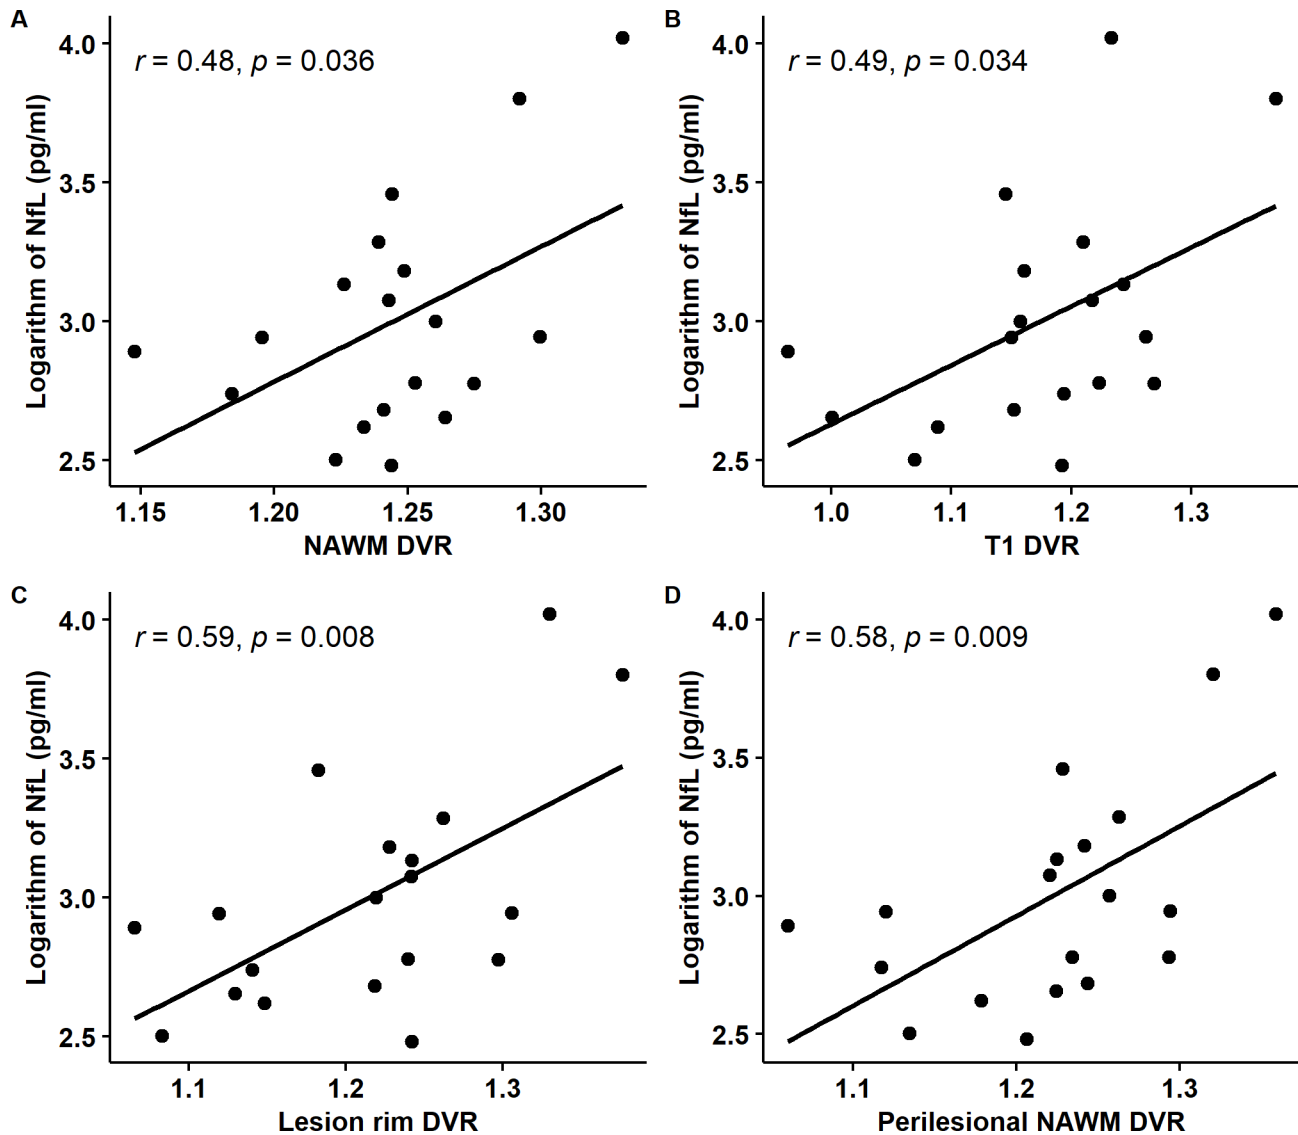 A
r = 0.48, p = 0.036
Logarithm of NfL (pg/ml)
4.0
3.5
3.0
2.5
1.15 1.20 1.25 1.30
NAWM DVR
B
r = 0.49, p = 0.034
Logarithm of NfL (pg/ml)
4.0
3.5
3.0
2.5
1.0 1.1 1.2 1.3
T1 DVR
C
r = 0.59, p = 0.008
Logarithm of NfL (pg/ml)
4.0
3.5
3.0
2.5
1.1 1.2 1.3
Lesion rim DVR
D
r = 0.58, p = 0.009
Logarithm of NfL (pg/ml)
4.0
3.5
3.0
2.5
1.1 1.2 1.3
Perilesional NAWM DVR